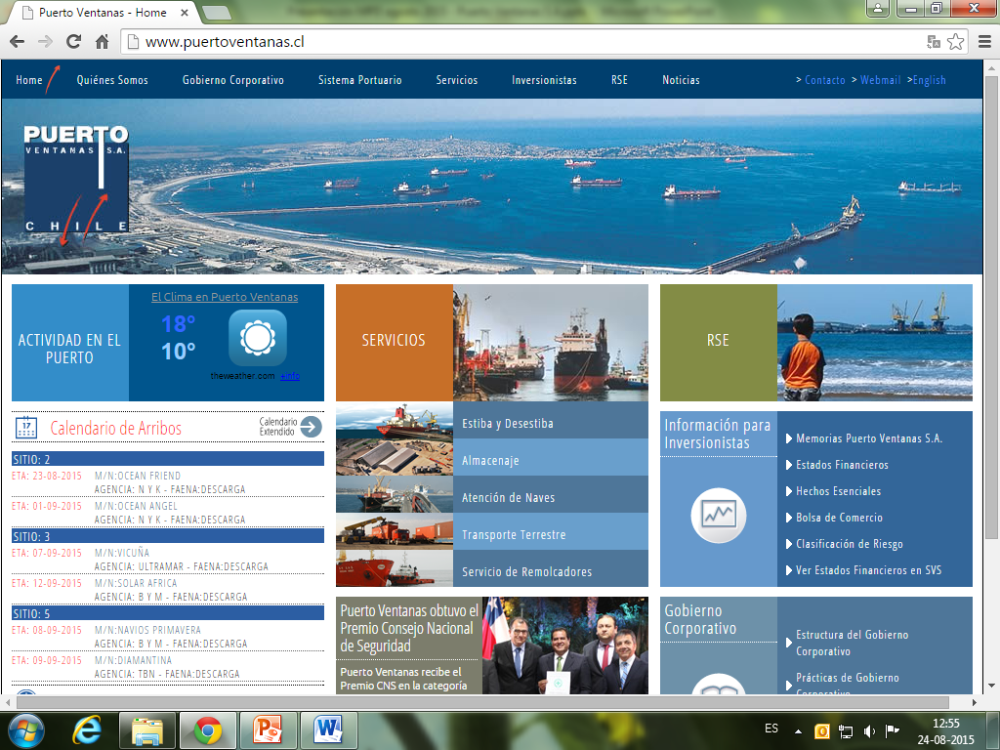 Puerto Ventanas - Home
www.puertoventanas.cl
Home Quiénes Somos Gobierno Corporativo Sistema Portuario Servicios Inversionistas RSE Noticias > Contacto > Webmail >English
PUERTO
VENTANAS S.A.
CHILE
ACTIVIDAD EN EL
PUERTO
El Clima en Puerto Ventanas
18°
10°
theweather.com +info
SERVICIOS
RSE
17
Calendario de Arribos
Calendario
Extendido
SITIO: 2
ETA: 23-08-2015 M/N:OCEAN FRIEND
AGENCIA: N Y K - FAENA:DESCARGA
ETA: 01-09-2015 M/N:OCEAN ANGEL
AGENCIA: N Y K - FAENA:DESCARGA
SITIO: 3
ETA: 07-09-2015 M/N:VICUÑA
AGENCIA: ULTRAMAR - FAENA:DESCARGA
ETA: 12-09-2015 M/N:SOLAR AFRICA
AGENCIA: B Y M - FAENA:DESCARGA
SITIO: 5
ETA: 08-09-2015 M/N:NAVIOS PRIMAVERA
AGENCIA: B Y M - FAENA:DESCARGA
ETA: 09-09-2015 M/N:DIAMANTINA
AGENCIA: TBN - FAENA:DESCARGA
Estiba y Desestiba
Almacenaje
Atención de Naves
Transporte Terrestre
Servicio de Remolcadores
Puerto Ventanas obtuvo el
Premio Consejo Nacional
de Seguridad
Puerto Ventanas recibe el
Premio CNS en la categoría
Información para
Inversionistas
Memorias Puerto Ventanas S.A.
Estados Financieros
Hechos Esenciales
Bolsa de Comercio
Clasificación de Riesgo
Ver Estados Financieros en SVS
Gobierno
Corporativo
Estructura del Gobierno
Corporativo
Prácticas de Gobierno
Corporativo
ES
12:55
24-08-2015